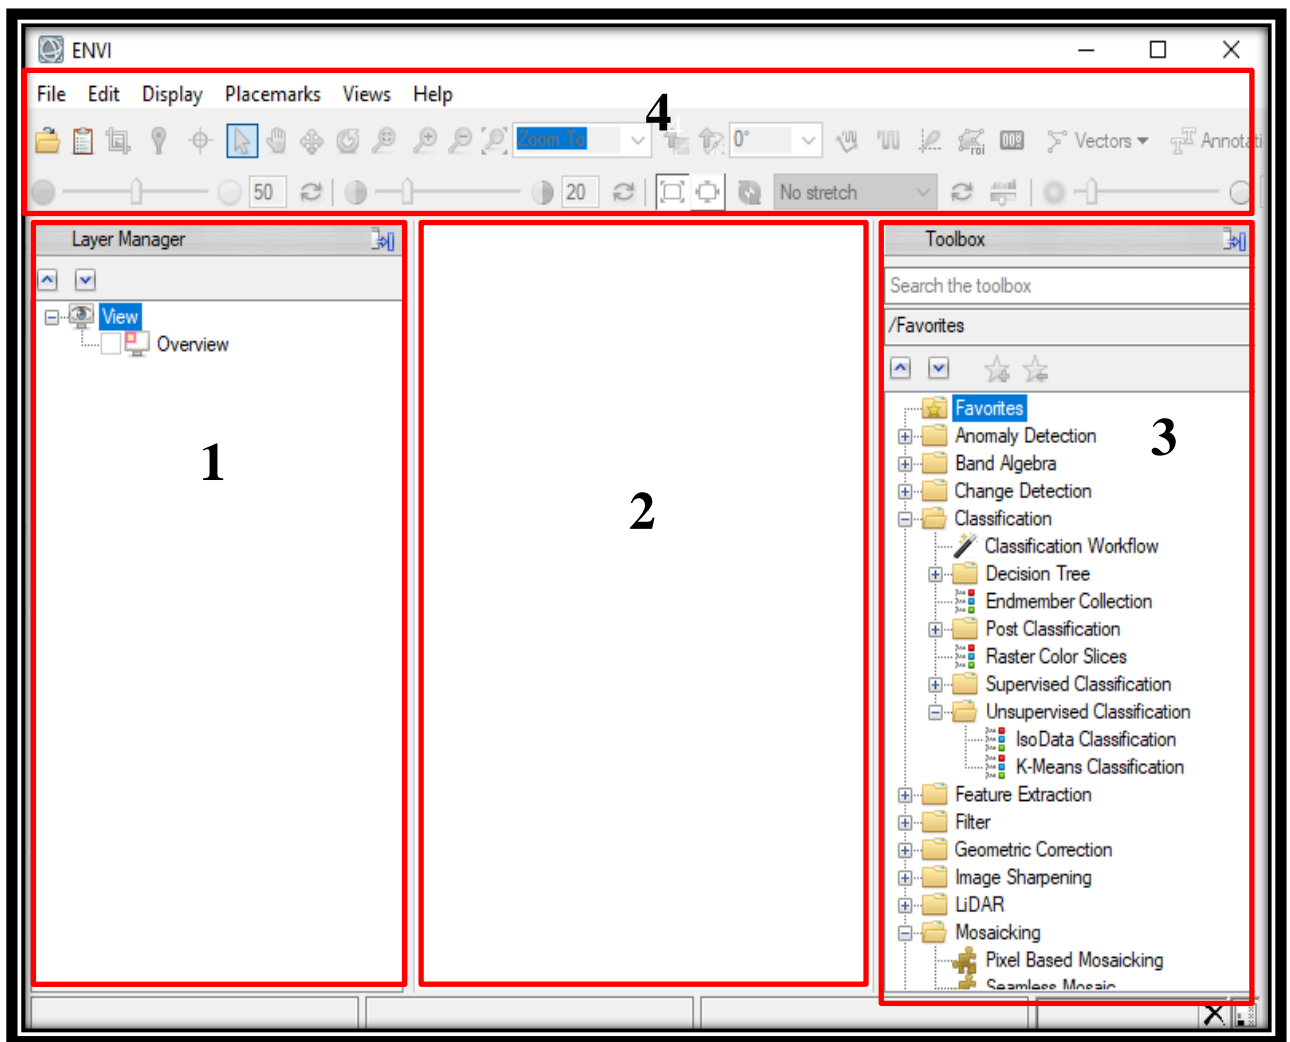 ENVI
File Edit Display Placemarks Views Help
4
Zoom To 0° Vectors Annotati
50 20 No stretch
Layer Manager
Toolbox
Search the toolbox
/Favorites
View
Overview
1
2
3
Favorites
Anomaly Detection
Band Algebra
Change Detection
Classification
Classification Workflow
Decision Tree
Endmember Collection
Post Classification
Raster Color Slices
Supervised Classification
Unsupervised Classification
IsoData Classification
K-Means Classification
Feature Extraction
Filter
Geometric Correction
Image Sharpening
LiDAR
Mosaicking
Pixel Based Mosaicking
Seamless Mosaic